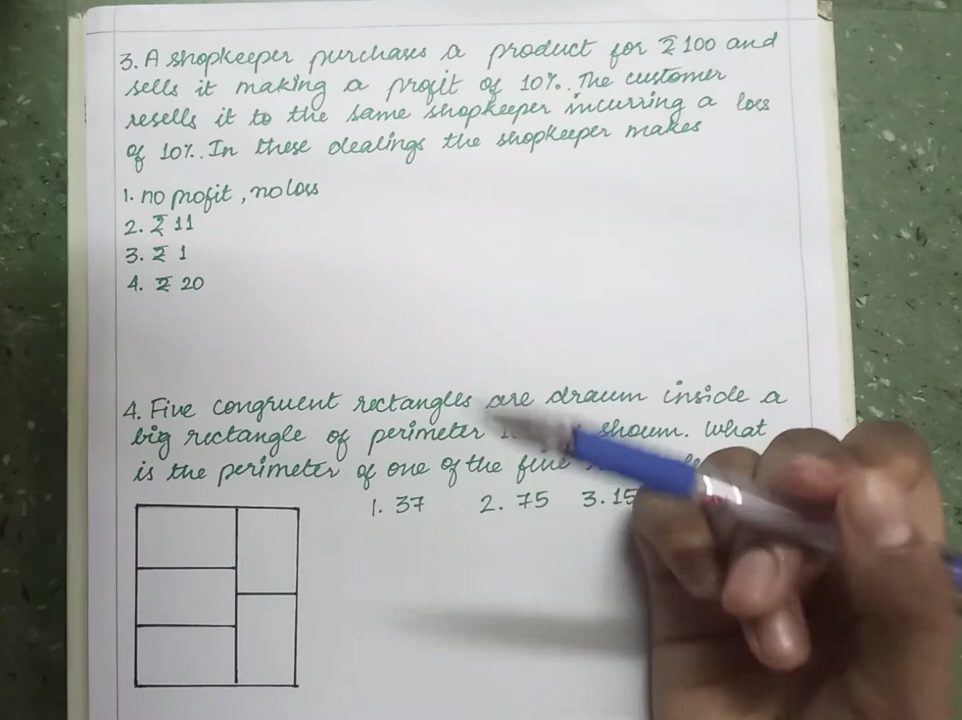 3. A shopkeeper purchases a product for ₹100 and
sells it making a profit of 10%. The customer
resells it to the same shopkeeper incurring a loss
of 10%. In these dealings the shopkeeper makes
1. no profit, no loss
2. ₹ 11
3. ₹ 1
4. ₹ 20
4. Five congruent rectangles are drawn inside a
big rectangle of perimeter shown. What
is the perimeter of one of the five
1. 37 2. 75 3. 15